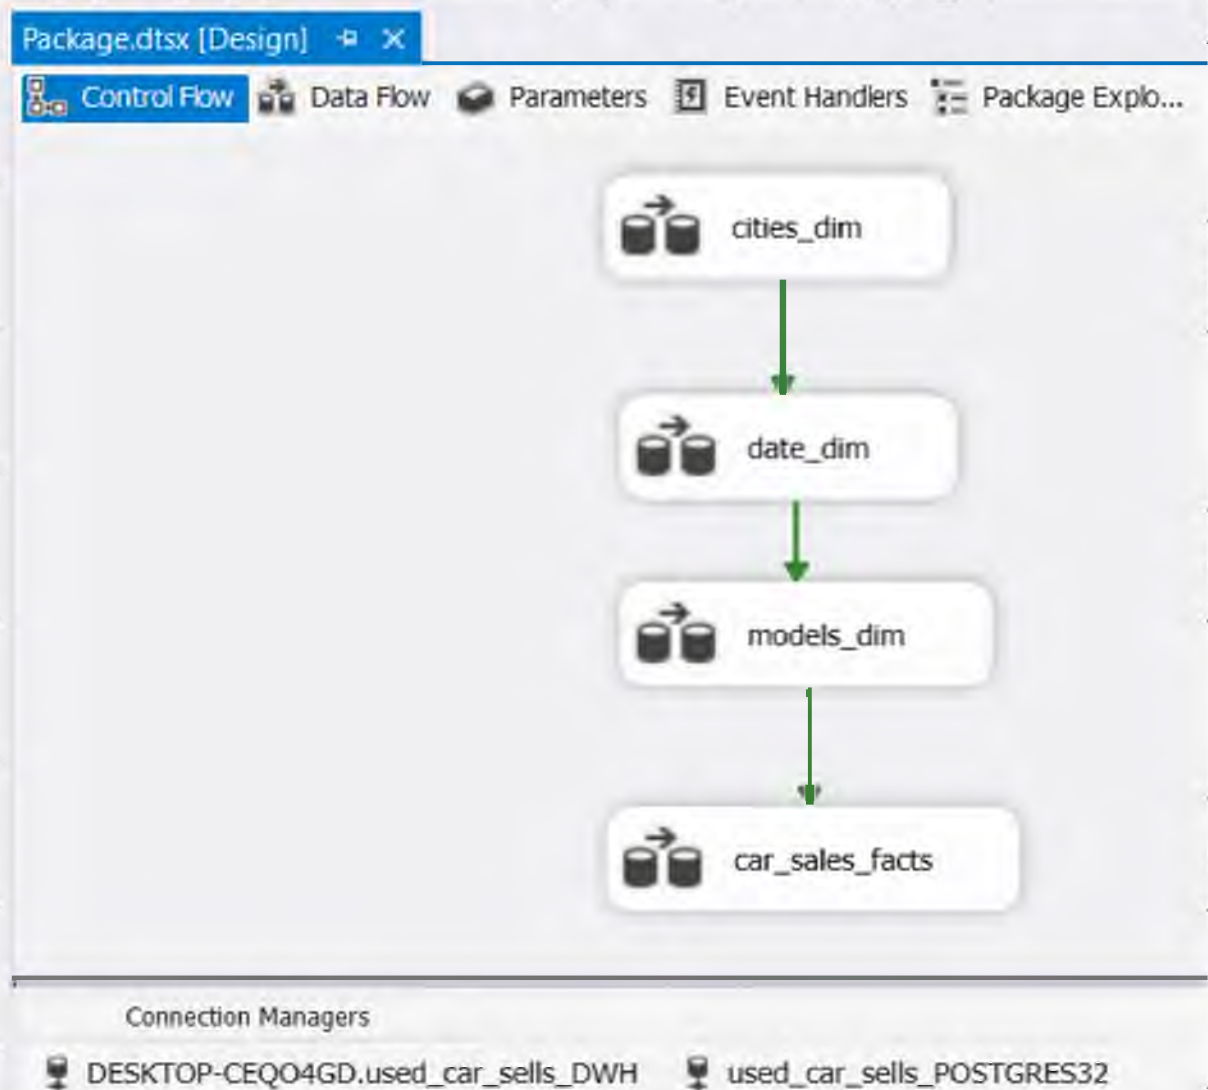 Package.dtsx [Design]
Control Flow Data Flow Parameters Event Handlers Package Explo...
cities_dim
date_dim
models_dim
car_sales_facts
Connection Managers
DESKTOP-CEQO4GD.used_car_sells_DWH used_car_sells_POSTGRES32